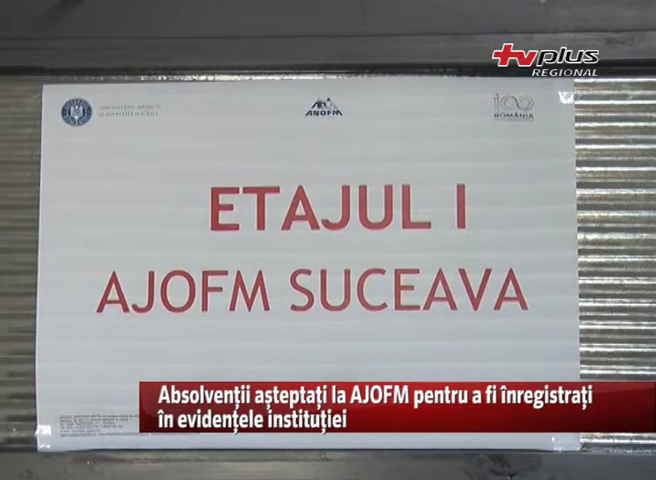 tvplus
REGIONAL
ANOFM
100
ROMÂNIA
ETAJUL I
AJOFM SUCEAVA
Absolvenții așteptați la AJOFM pentru a fi înregistrați
în evidențele instituției